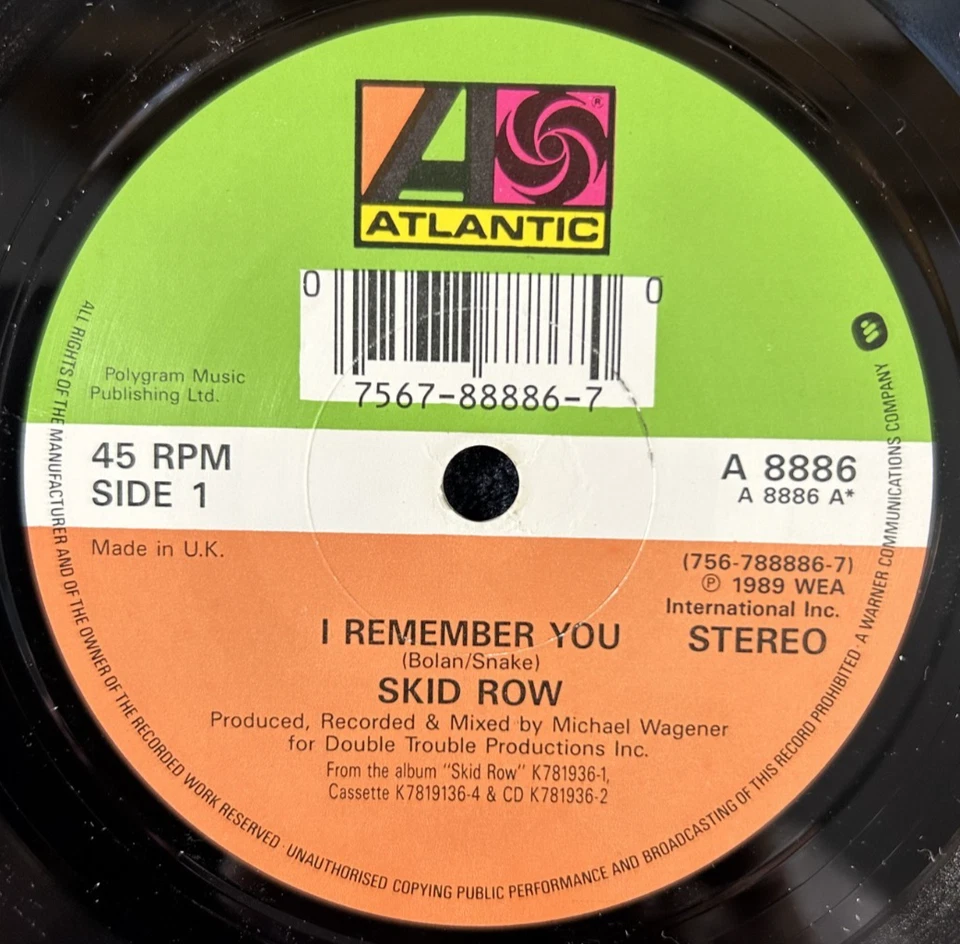 A ®
ATLANTIC
0 0
7567-88886-7
Polygram Music
Publishing Ltd.
45 RPM
SIDE 1
A 8886
A 8886 A*
Made in U.K.
(756-788886-7)
℗ 1989 WEA
International Inc.
STEREO
I REMEMBER YOU
(Bolan/Snake)
SKID ROW
Produced, Recorded & Mixed by Michael Wagener
for Double Trouble Productions Inc.
From the album "Skid Row" K781936-1,
Cassette K7819136-4 & CD K781936-2
ALL RIGHTS OF THE MANUFACTURER AND OF THE OWNER OF THE RECORDED WORK RESERVED · UNAUTHORISED COPYING PUBLIC PERFORMANCE AND BROADCASTING OF THIS RECORD PROHIBITED · A WARNER COMMUNICATIONS COMPANY